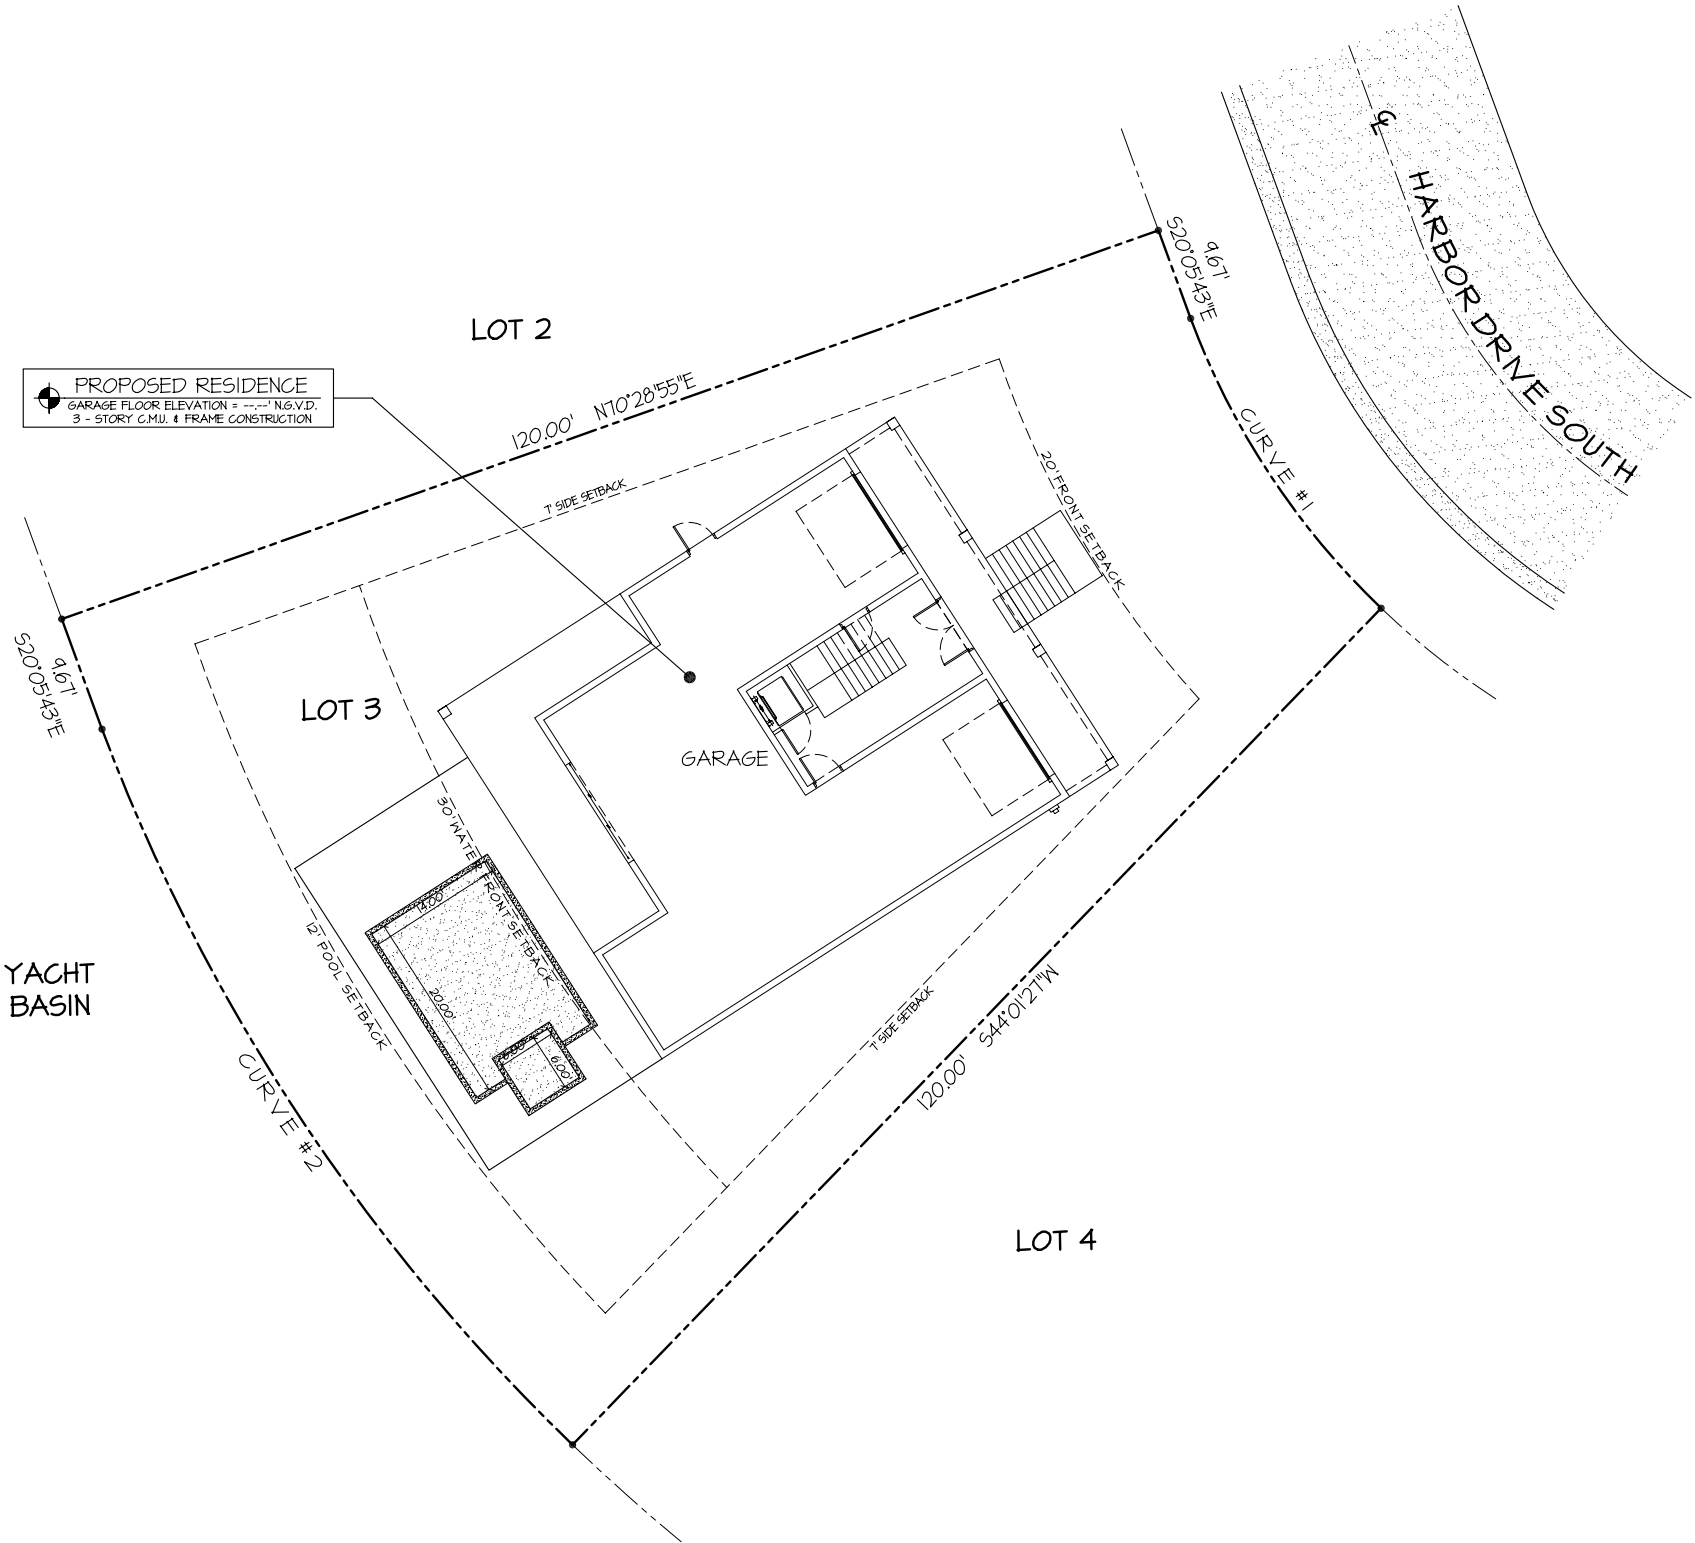 ℄
HARBOR DRIVE SOUTH
9.67'
S20°05'43"E
LOT 2
PROPOSED RESIDENCE
GARAGE FLOOR ELEVATION = --.--' N.G.V.D.
3 - STORY C.M.U. & FRAME CONSTRUCTION
120.00' N70°28'55"E
CURVE #1
7' SIDE SETBACK
20' FRONT SETBACK
9.67'
S20°05'43"E
LOT 3
GARAGE
30' WATER FRONT SETBACK
14.00'
12' POOL SETBACK
20.00'
6.00'
6.00'
YACHT
BASIN
7' SIDE SETBACK
120.00' S44°01'27"W
CURVE #2
LOT 4